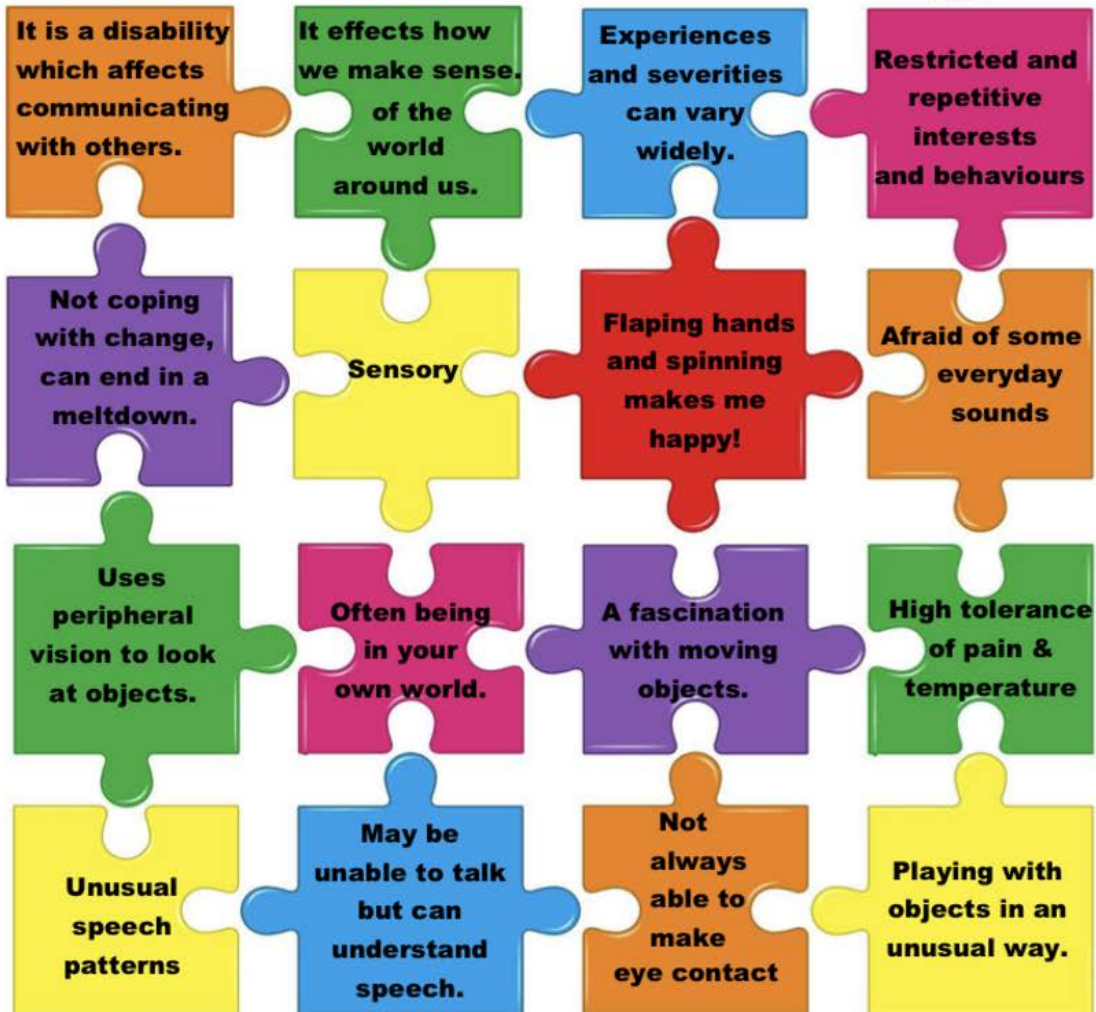 It is a disability
which affects
communicating
with others.
It effects how
we make sense.
of the
world
around us.
Experiences
and severities
can vary
widely.
Restricted and
repetitive
interests
and behaviours
Not coping
with change,
can end in a
meltdown.
Sensory
Flaping hands
and spinning
makes me
happy!
Afraid of some
everyday
sounds
Uses
peripheral
vision to look
at objects.
Often being
in your
own world.
A fascination
with moving
objects.
High tolerance
of pain &
temperature
Unusual
speech
patterns
May be
unable to talk
but can
understand
speech.
Not
always
able to
make
eye contact
Playing with
objects in an
unusual way.